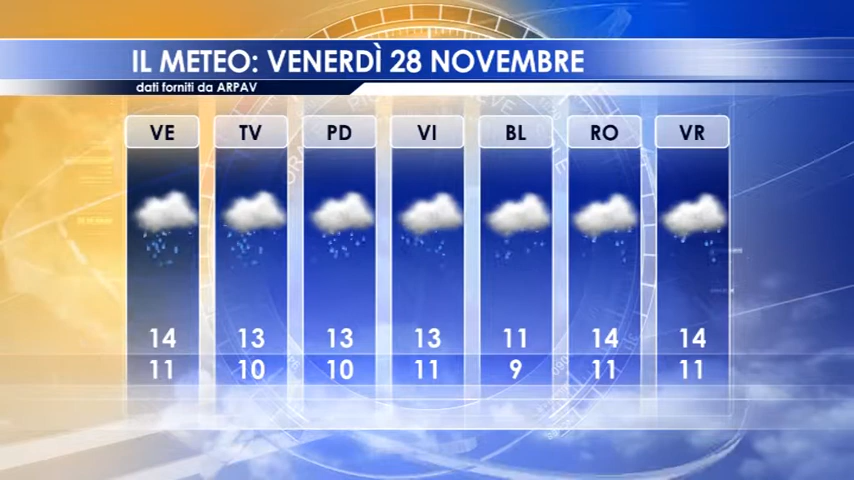 IL METEO: VENERDÌ 28 NOVEMBRE
dati forniti da ARPAV
VE TV PD VI BL RO VR
14 13 13 13 11 14 14
11 10 10 11 9 11 11